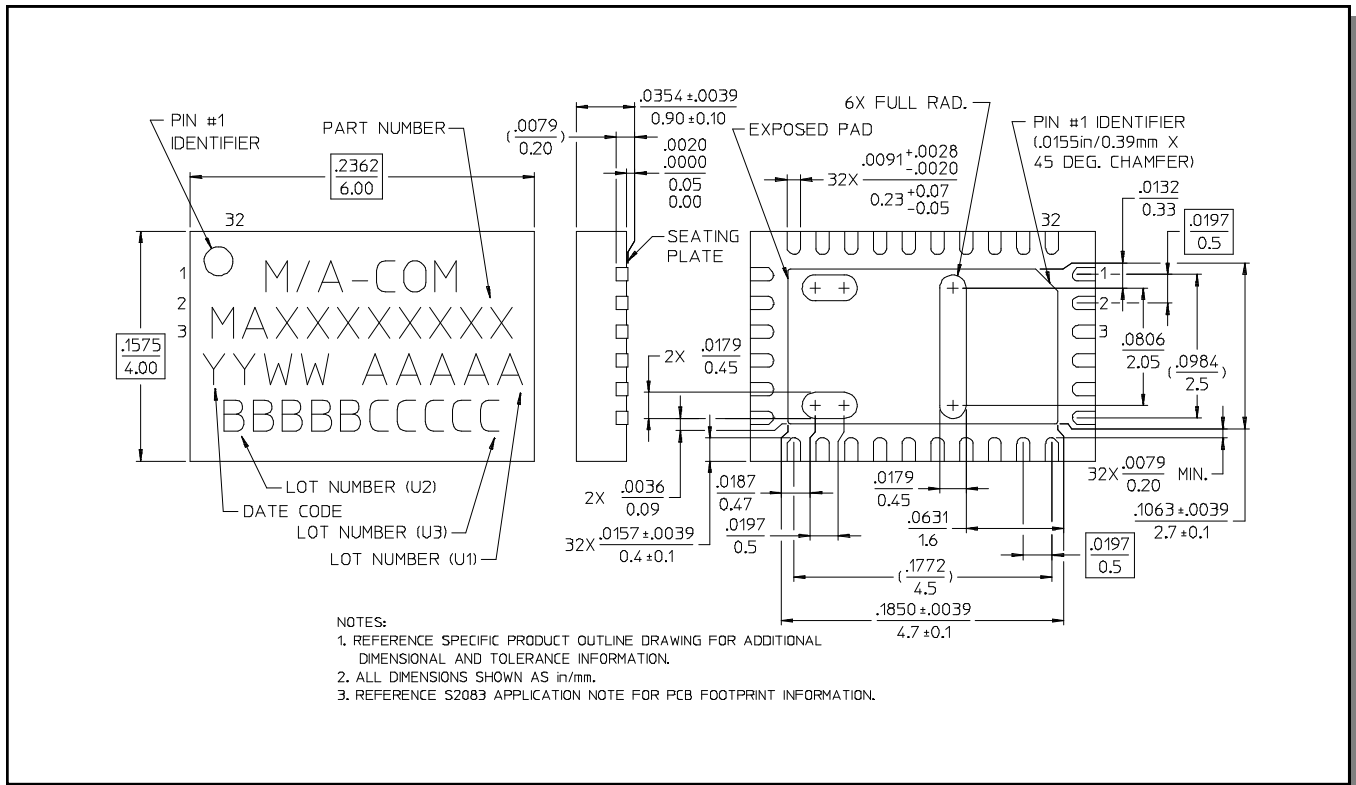 PIN #1
IDENTIFIER
PART NUMBER
.2362
6.00
32
1
2
3
M/A-COM
MAXXXXXXXXX
YYWW AAAAA
BBBBBCCCCC
.1575
4.00
LOT NUMBER (U2)
DATE CODE
LOT NUMBER (U3)
LOT NUMBER (U1)
.0354 ±.0039
0.90 ±0.10
(.0079
0.20)
.0020
.0000
0.05
0.00
SEATING
PLATE
EXPOSED PAD
6X FULL RAD.
32X .0091 +.0028
-.0020
0.23 +0.07
-0.05
PIN #1 IDENTIFIER
(.0155in/0.39mm X
45 DEG. CHAMFER)
32
.0132
0.33
.0197
0.5
1
2
3
.0806
2.05
(.0984
2.5)
2X .0179
0.45
2X .0036
0.09
32X .0157 ±.0039
0.4 ±0.1
.0187
0.47
.0197
0.5
.0179
0.45
.0631
1.6
(.1772
4.5)
.1850 ±.0039
4.7 ±0.1
32X .0079 MIN.
0.20
.1063 ±.0039
2.7 ±0.1
.0197
0.5
NOTES:
1. REFERENCE SPECIFIC PRODUCT OUTLINE DRAWING FOR ADDITIONAL
DIMENSIONAL AND TOLERANCE INFORMATION.
2. ALL DIMENSIONS SHOWN AS in/mm.
3. REFERENCE S2083 APPLICATION NOTE FOR PCB FOOTPRINT INFORMATION.